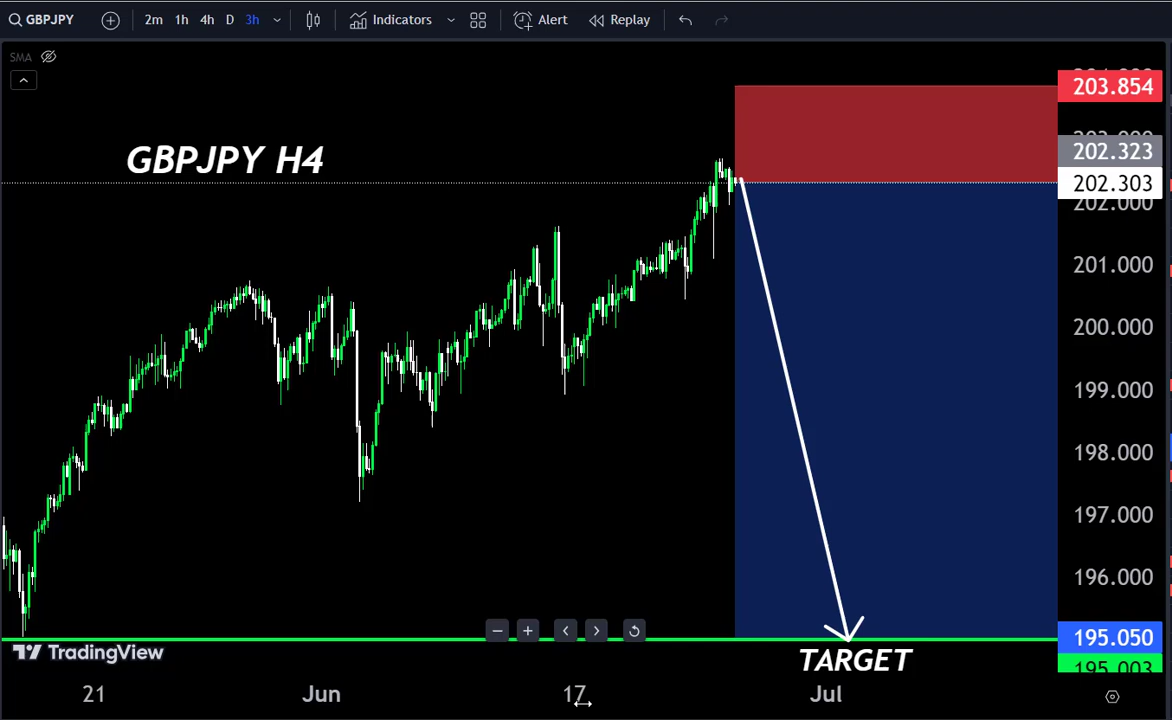 GBPJPY 2m 1h 4h D 3h Indicators Alert Replay
SMA
203.854
GBPJPY H4
202.323
202.303
202.000
201.000
200.000
199.000
198.000
197.000
196.000
195.050
TradingView
TARGET
195.003
21 Jun 17 Jul